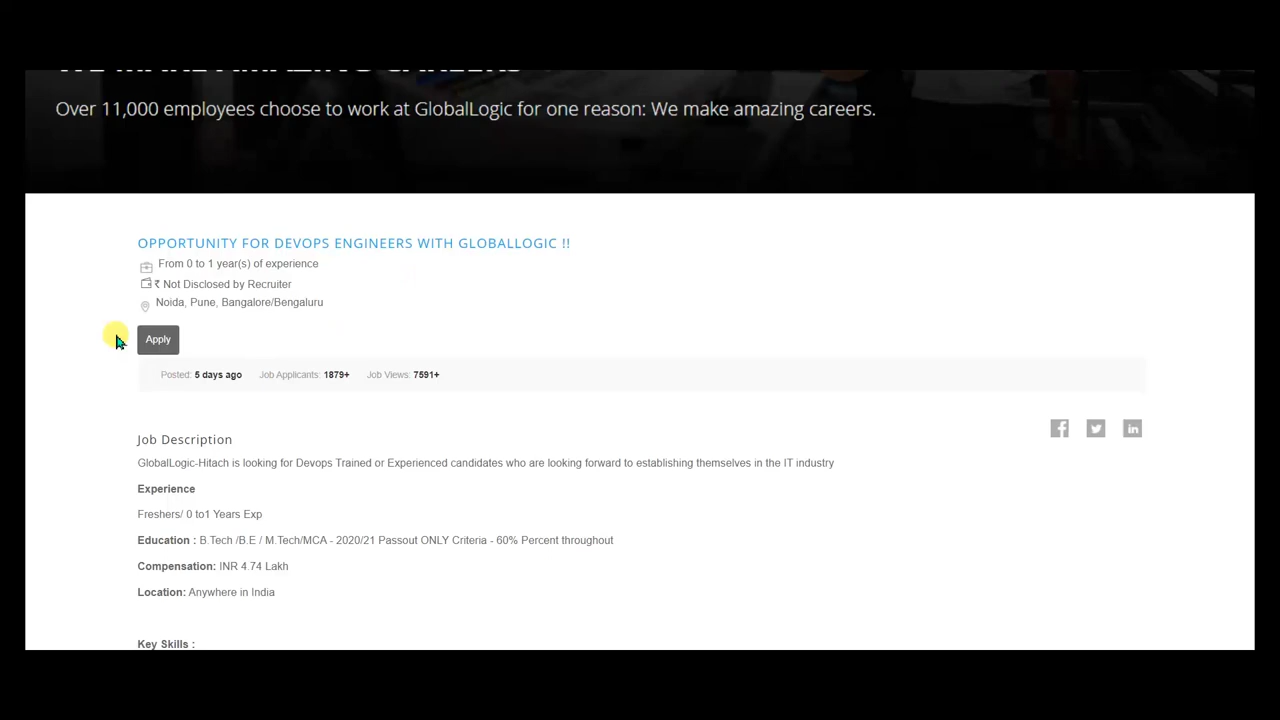 Over 11,000 employees choose to work at GlobalLogic for one reason: We make amazing careers.
OPPORTUNITY FOR DEVOPS ENGINEERS WITH GLOBALLOGIC !!
From 0 to 1 year(s) of experience
₹ Not Disclosed by Recruiter
Noida, Pune, Bangalore/Bengaluru
Apply
Posted: 5 days ago Job Applicants: 1879+ Job Views: 7591+
Job Description
GlobalLogic-Hitach is looking for Devops Trained or Experienced candidates who are looking forward to establishing themselves in the IT industry
Experience
Freshers/ 0 to1 Years Exp
Education : B.Tech /B.E / M.Tech/MCA - 2020/21 Passout ONLY Criteria - 60% Percent throughout
Compensation: INR 4.74 Lakh
Location: Anywhere in India
Key Skills :